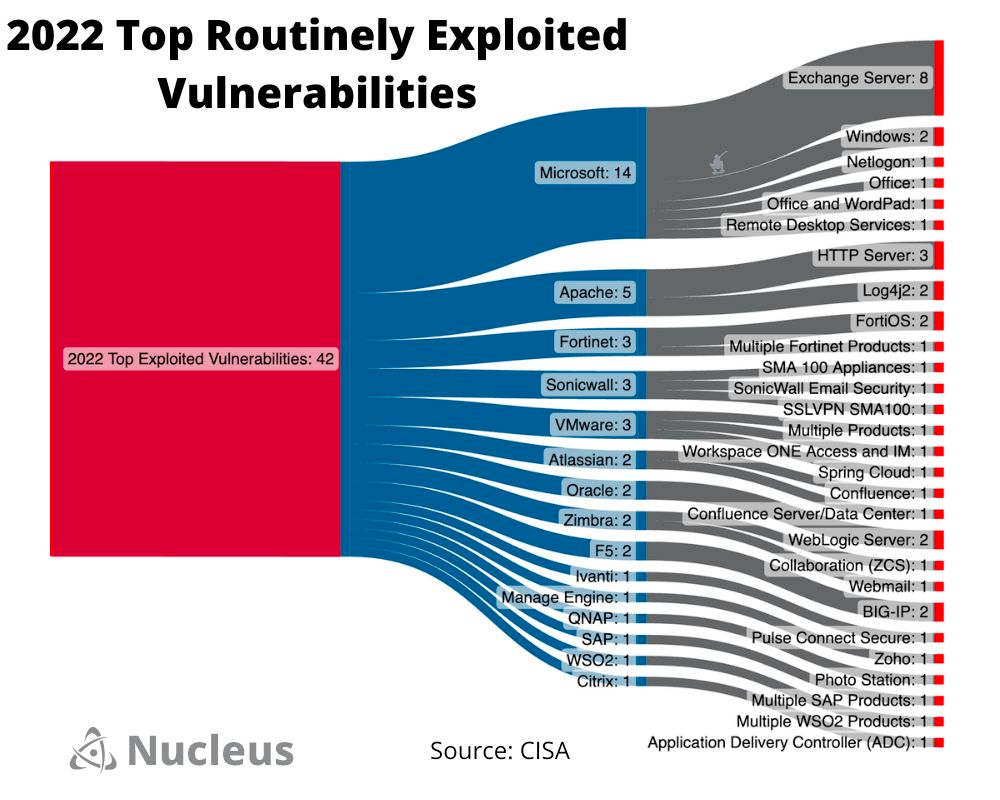 2022 Top Routinely Exploited
Vulnerabilities
2022 Top Exploited Vulnerabilities: 42
Microsoft: 14
Apache: 5
Fortinet: 3
Sonicwall: 3
VMware: 3
Atlassian: 2
Oracle: 2
Zimbra: 2
F5: 2
Ivanti: 1
Manage Engine: 1
QNAP: 1
SAP: 1
WSO2: 1
Citrix: 1
Exchange Server: 8
Windows: 2
Netlogon: 1
Office: 1
Office and WordPad: 1
Remote Desktop Services: 1
HTTP Server: 3
Log4j2: 2
FortiOS: 2
Multiple Fortinet Products: 1
SMA 100 Appliances: 1
SonicWall Email Security: 1
SSLVPN SMA100: 1
Multiple Products: 1
Workspace ONE Access and IM: 1
Spring Cloud: 1
Confluence: 1
Confluence Server/Data Center: 1
WebLogic Server: 2
Collaboration (ZCS): 1
Webmail: 1
BIG-IP: 2
Pulse Connect Secure: 1
Zoho: 1
Photo Station: 1
Multiple SAP Products: 1
Multiple WSO2 Products: 1
Application Delivery Controller (ADC): 1
Nucleus
Source: CISA